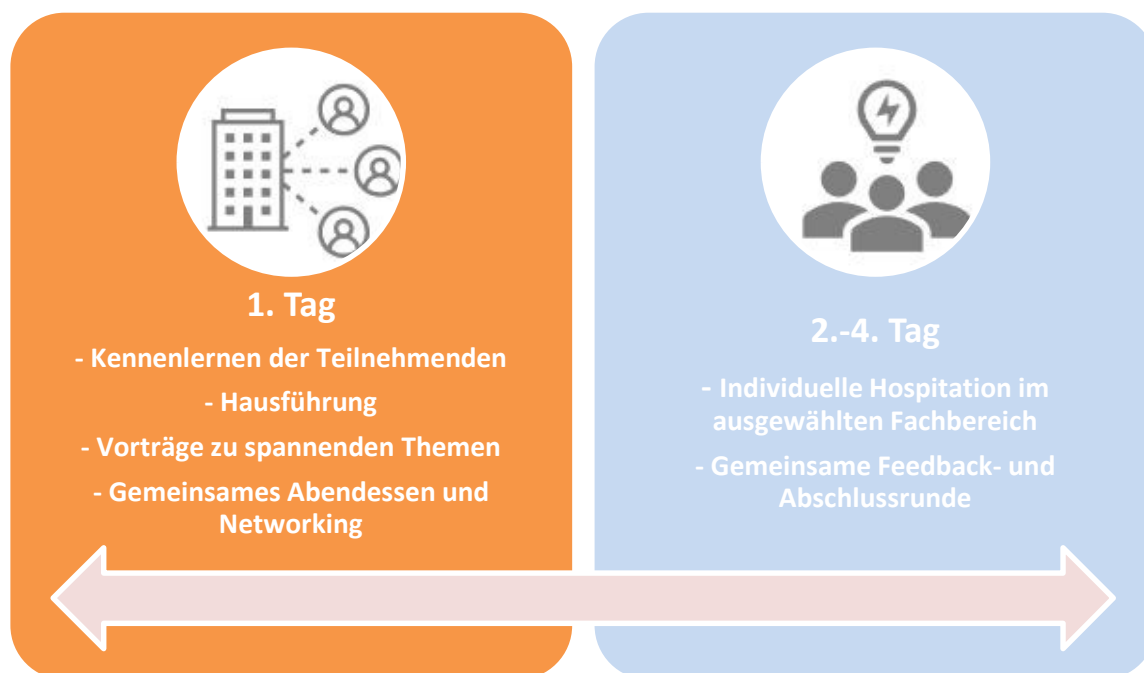 1. Tag
- Kennenlernen der Teilnehmenden
- Hausführung
- Vorträge zu spannenden Themen
- Gemeinsames Abendessen und
Networking
2.-4. Tag
- Individuelle Hospitation im
ausgewählten Fachbereich
- Gemeinsame Feedback- und
Abschlussrunde